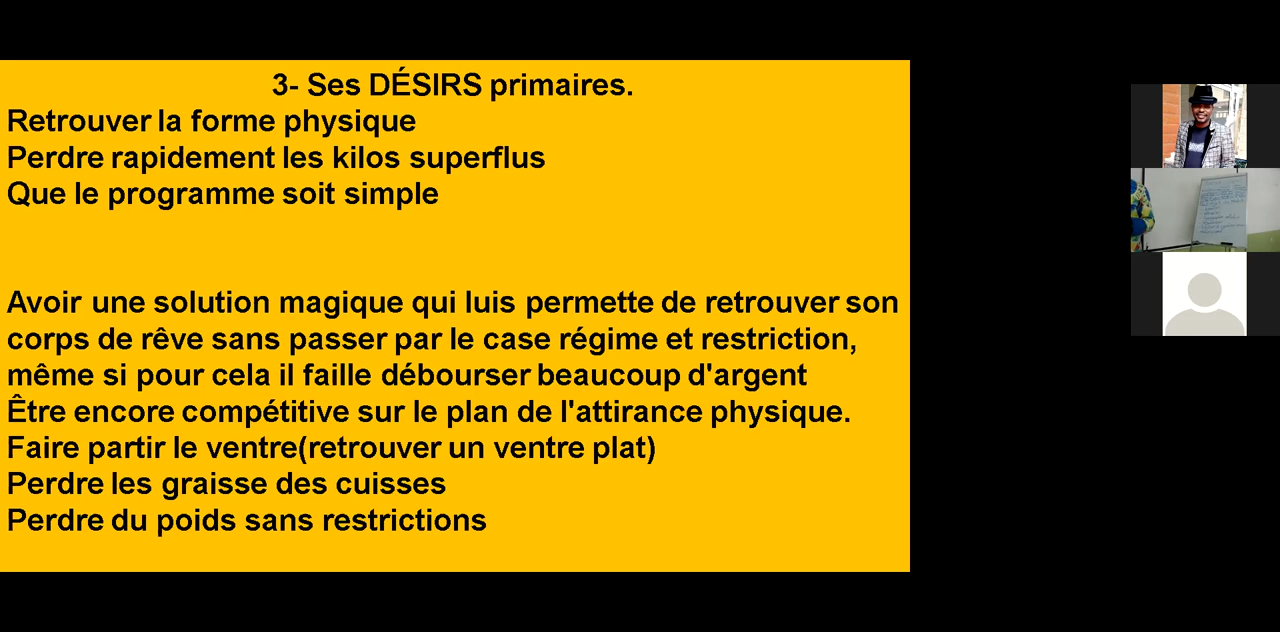 3- Ses DÉSIRS primaires.
Retrouver la forme physique
Perdre rapidement les kilos superflus
Que le programme soit simple
Avoir une solution magique qui luis permette de retrouver son
corps de rêve sans passer par le case régime et restriction,
même si pour cela il faille débourser beaucoup d'argent
Être encore compétitive sur le plan de l'attirance physique.
Faire partir le ventre(retrouver un ventre plat)
Perdre les graisse des cuisses
Perdre du poids sans restrictions